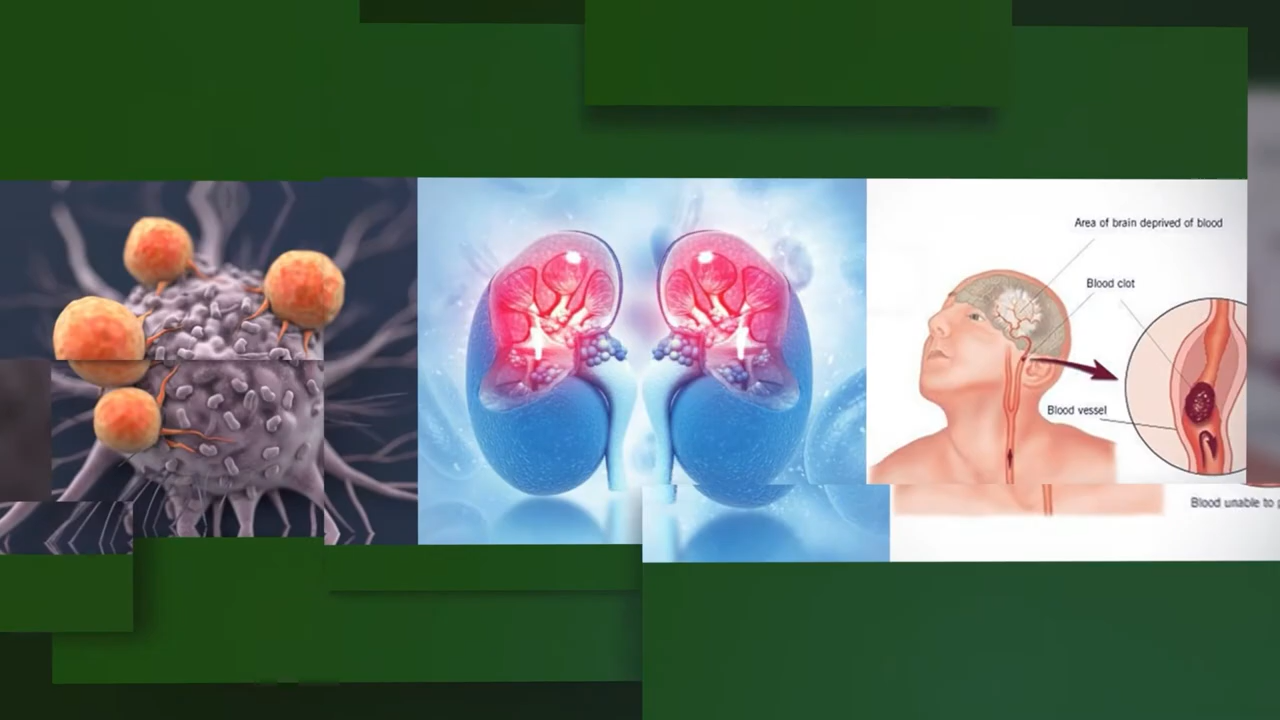 Area of brain deprived of blood
Blood clot
Blood vessel
Blood unable to